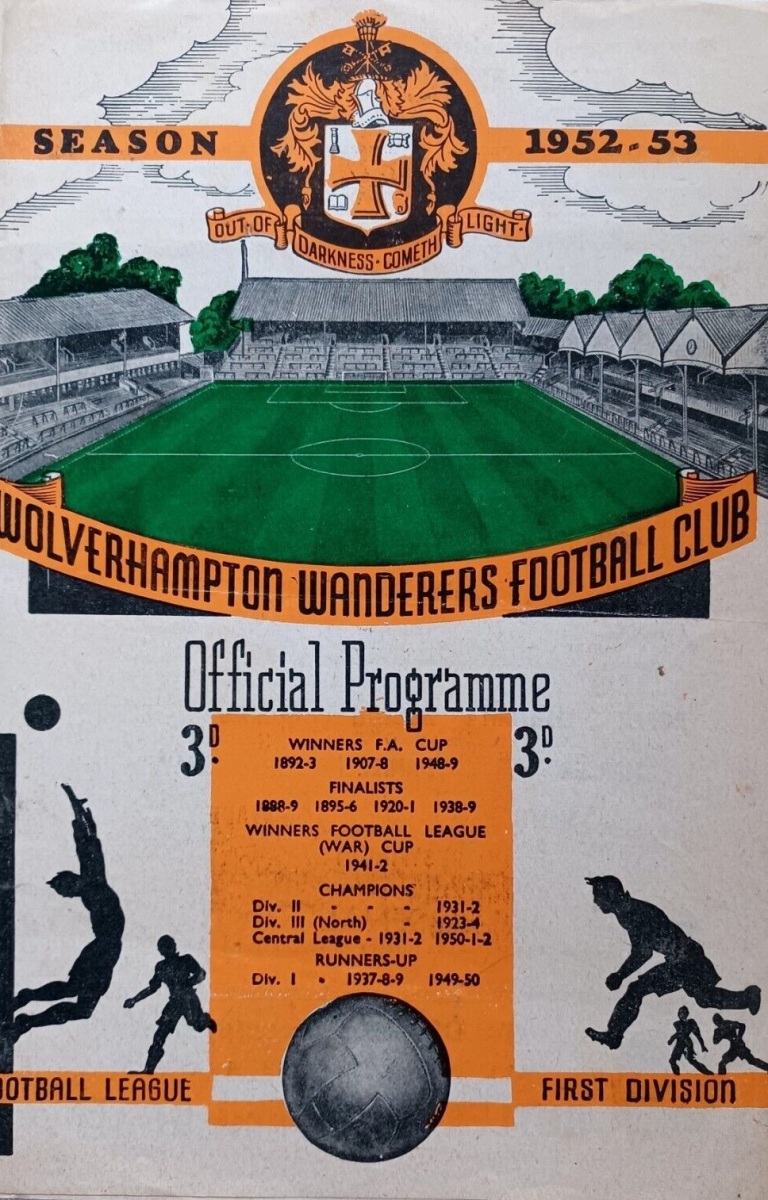 SEASON 1952-53
OUT·OF DARKNESS·COMETH LIGHT·
WOLVERHAMPTON WANDERERS FOOTBALL CLUB
Official Programme
3D. 3D.
WINNERS F.A. CUP
1892-3 1907-8 1948-9
FINALISTS
1888-9 1895-6 1920-1 1938-9
WINNERS FOOTBALL LEAGUE
(WAR) CUP
1941-2
CHAMPIONS
Div. II - - - 1931-2
Div. III (North) - 1923-4
Central League - 1931-2 1950-1-2
RUNNERS-UP
Div. I - 1937-8-9 1949-50
OOTBALL LEAGUE FIRST DIVISION